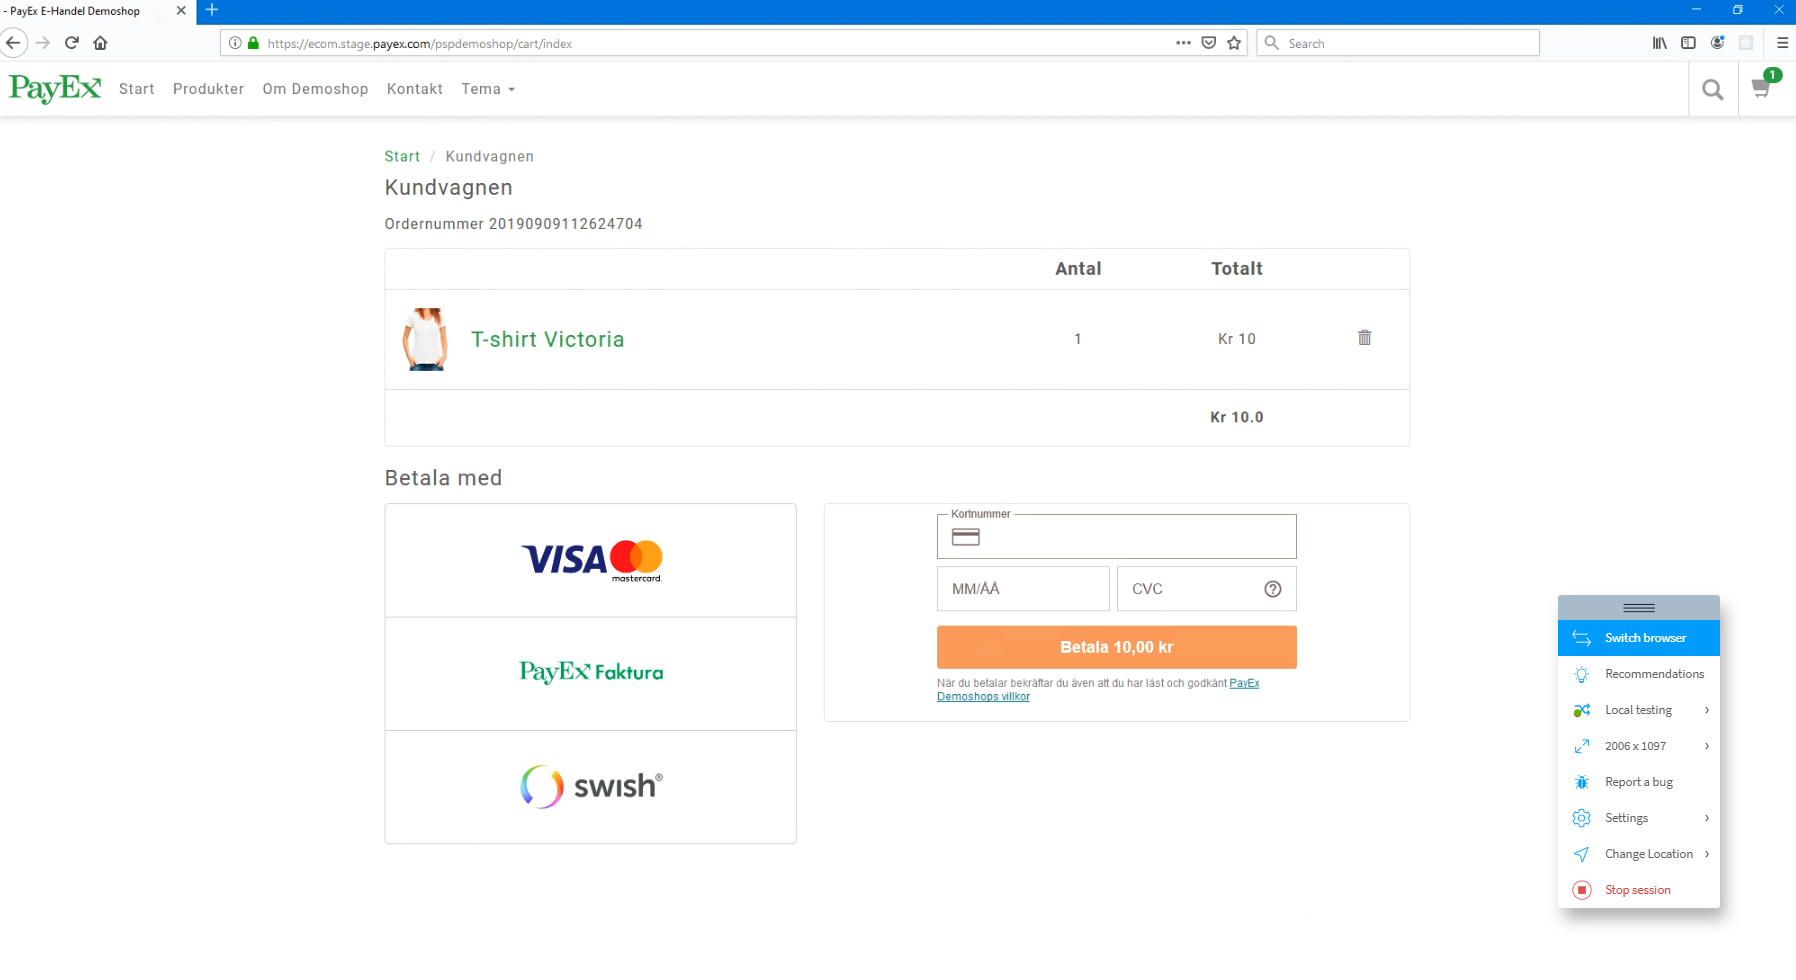 - PayEx E-Handel Demoshop
https://ecom.stage.payex.com/pspdemoshop/cart/index
Search
PayEx Start Produkter Om Demoshop Kontakt Tema
1
Start / Kundvagnen
Kundvagnen
Ordernummer 20190909112624704
Antal Totalt
T-shirt Victoria 1 Kr 10
Kr 10.0
Betala med
VISA mastercard.
PayEx Faktura
swish®
Kortnummer
MM/ÅÅ CVC
Betala 10,00 kr
När du betalar bekräftar du även att du har läst och godkänt PayEx
Demoshops villkor
Switch browser
Recommendations
Local testing
2006 x 1097
Report a bug
Settings
Change Location
Stop session